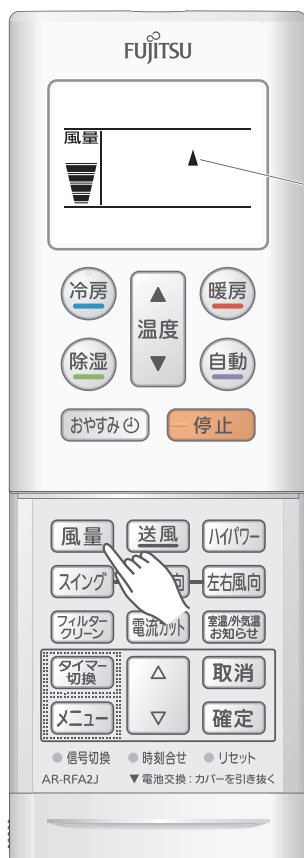 FUJITSU
風量
冷房
暖房
温度
除湿
自動
おやすみ
停止
風量 送風 ハイパワー
スイング 向 左右風向
フィルター
クリーン
電流カット
室温/外気温
お知らせ
タイマー
切換
取消
メニュー
確定
信号切換 時刻合せ リセット
AR-RFA2J ▼電池交換：カバーを引き抜く